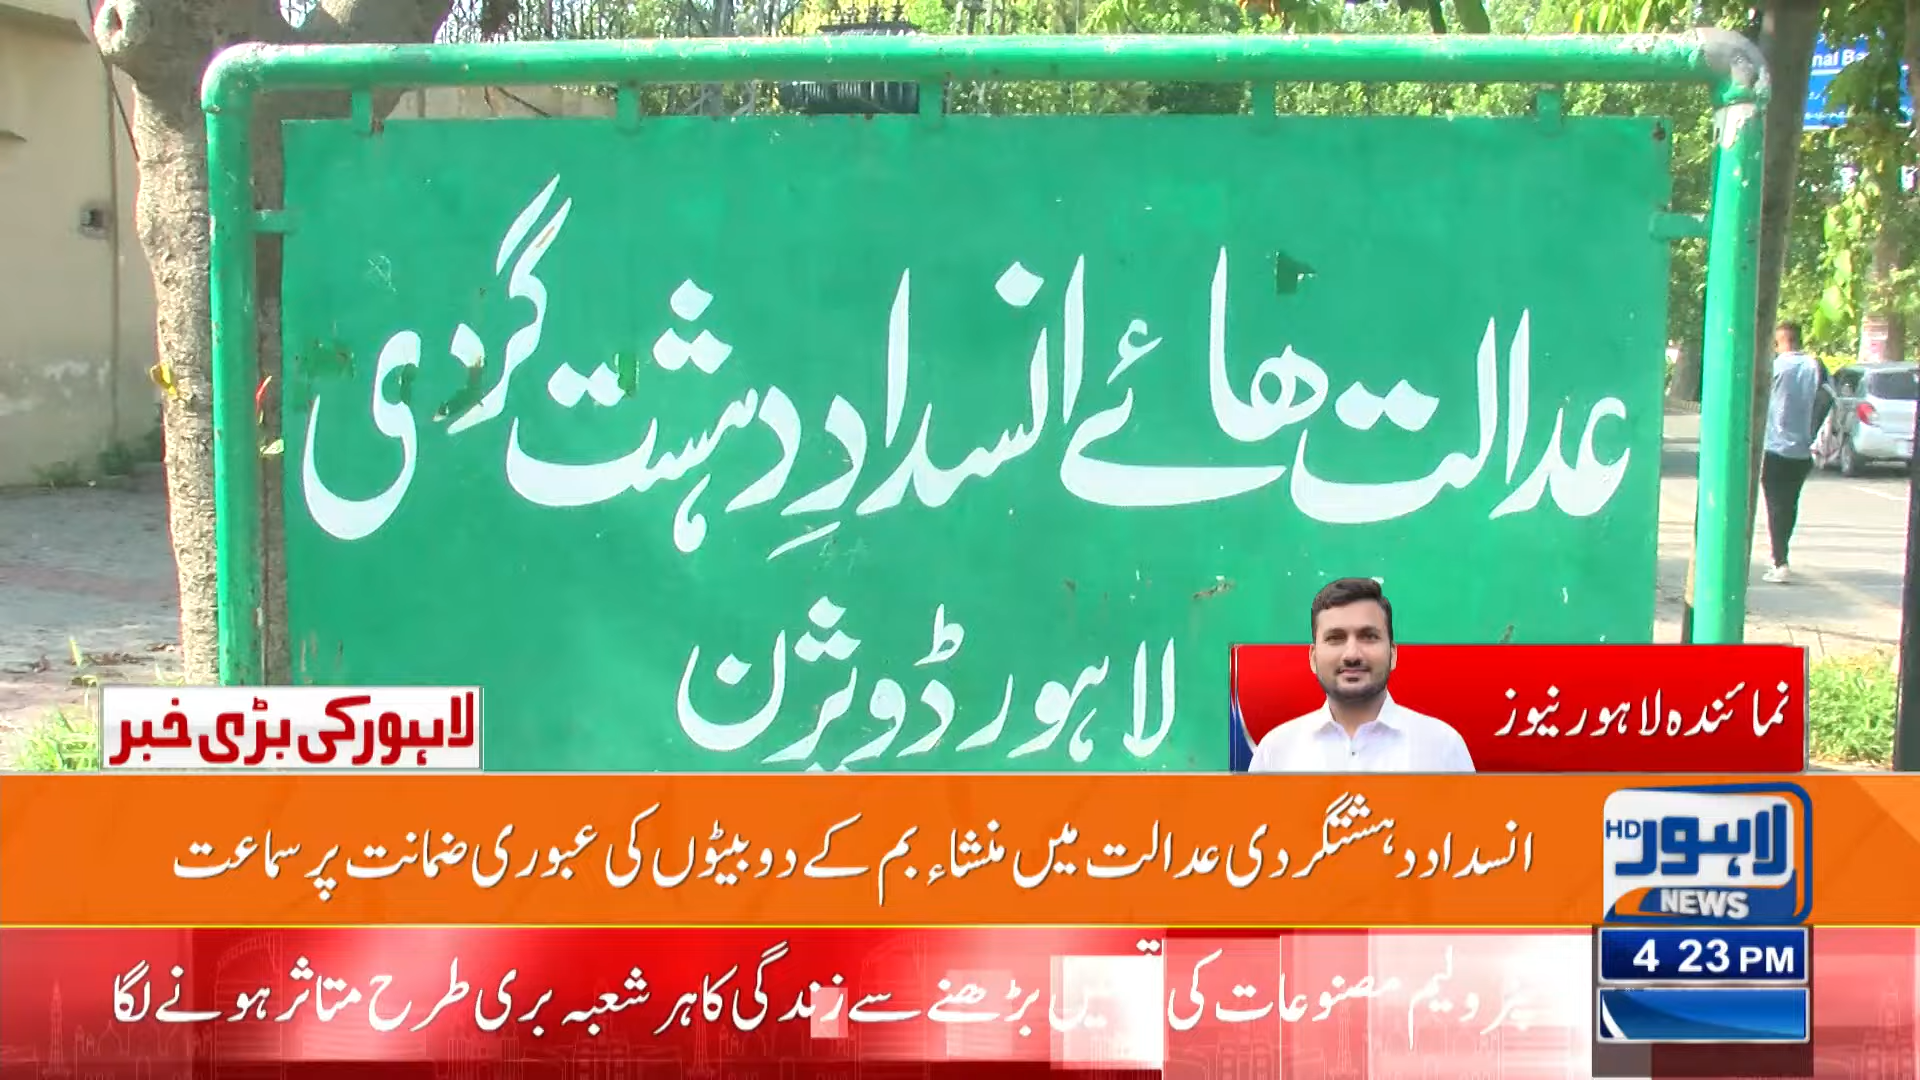 nal Ba
عدالت ھائے انسدادِ دہشت گردی
لاہور ڈویژن
نمائندہ لاہور نیوز
لاہور کی بڑی خبر
انسداد دہشتگردی عدالت میں منشاء بم کے دو بیٹوں کی عبوری ضمانت پر سماعت
لاہور HD
NEWS
مصنوعات کی
بڑھنے سے زندگی کا ہر شعبہ بری طرح متاثر ہونے لگا
4 23 PM